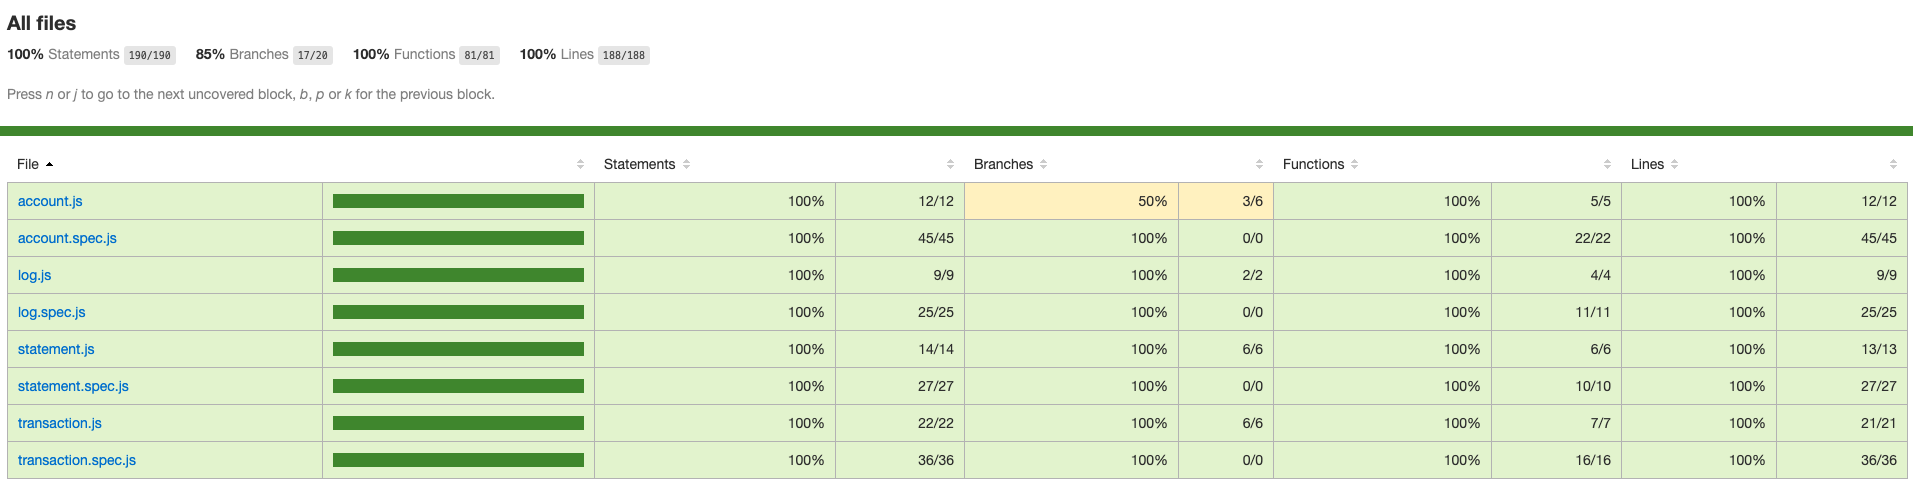 All files
100% Statements 190/190 85% Branches 17/20 100% Functions 81/81 100% Lines 188/188
Press n or j to go to the next uncovered block, b, p or k for the previous block.
File Statements Branches Functions Lines
account.js 100% 12/12 50% 3/6 100% 5/5 100% 12/12
account.spec.js 100% 45/45 100% 0/0 100% 22/22 100% 45/45
log.js 100% 9/9 100% 2/2 100% 4/4 100% 9/9
log.spec.js 100% 25/25 100% 0/0 100% 11/11 100% 25/25
statement.js 100% 14/14 100% 6/6 100% 6/6 100% 13/13
statement.spec.js 100% 27/27 100% 0/0 100% 10/10 100% 27/27
transaction.js 100% 22/22 100% 6/6 100% 7/7 100% 21/21
transaction.spec.js 100% 36/36 100% 0/0 100% 16/16 100% 36/36